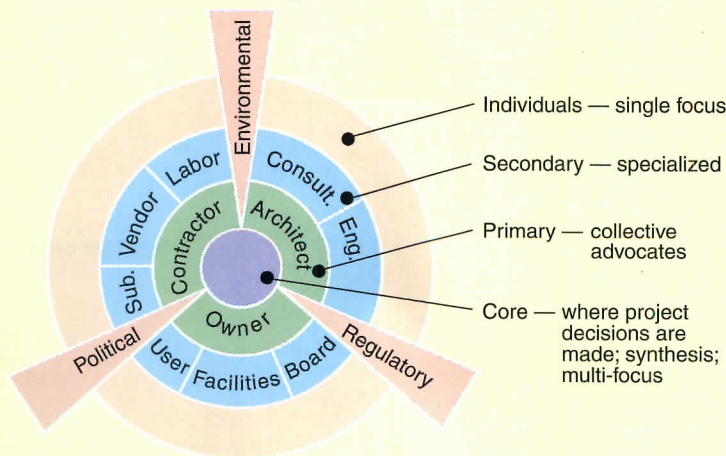 Environmental
Labor
Consult.
Vendor
Contractor
Architect
Eng.
Sub.
Owner
Political
Regulatory
User
Facilities
Board
Individuals — single focus
Secondary — specialized
Primary — collective
advocates
Core — where project
decisions are
made; synthesis;
multi-focus